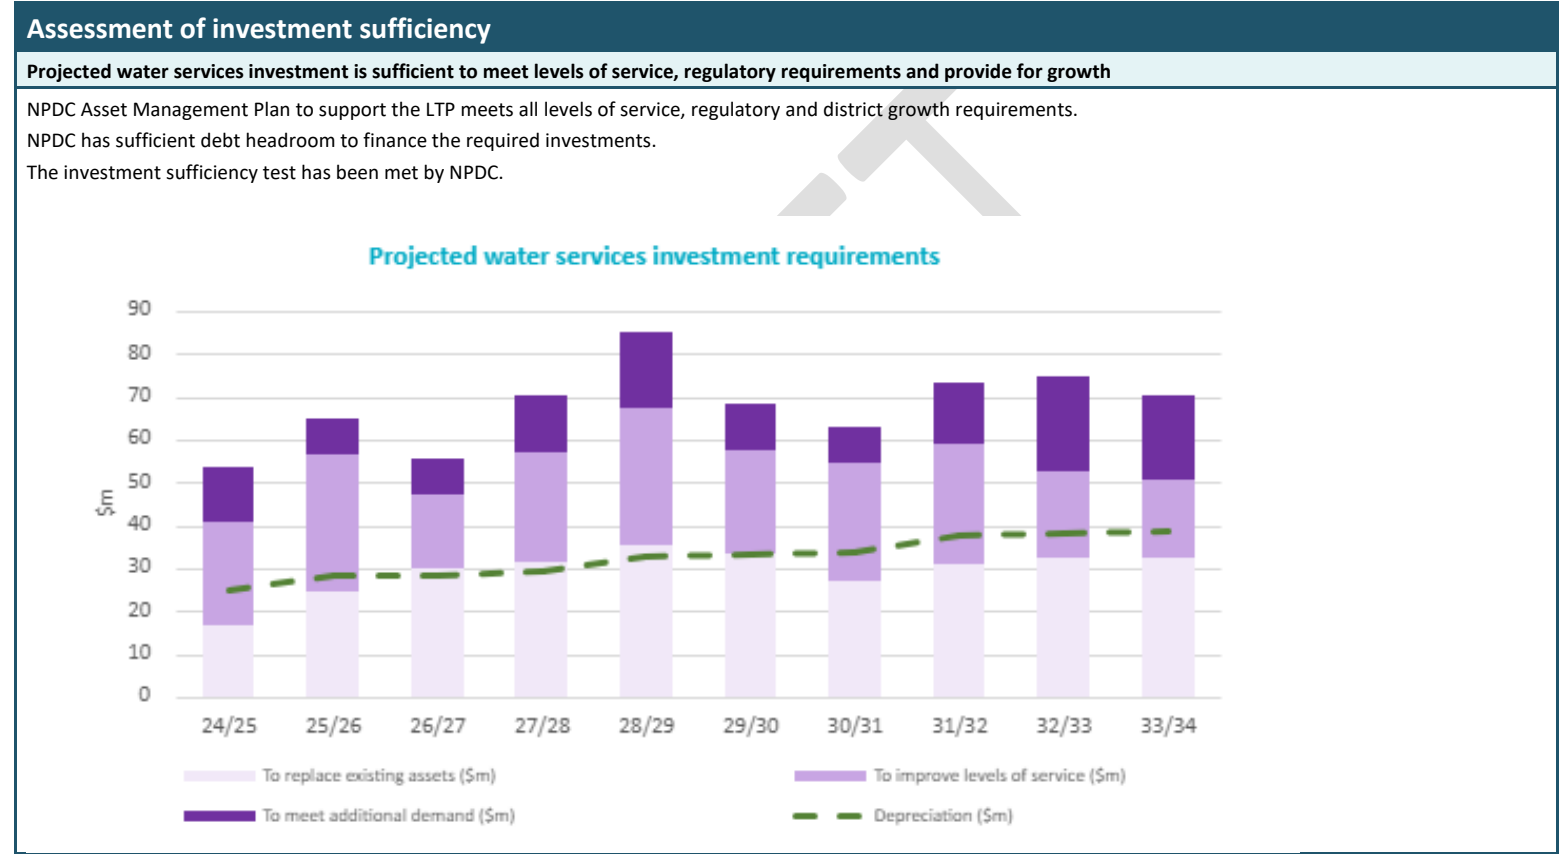 Assessment of investment sufficiency
Projected water services investment is sufficient to meet levels of service, regulatory requirements and provide for growth
NPDC Asset Management Plan to support the LTP meets all levels of service, regulatory and district growth requirements.
NPDC has sufficient debt headroom to finance the required investments.
The investment sufficiency test has been met by NPDC.
Projected water services investment requirements
90
80
70
60
50
40
30
20
10
0
$m
24/25 25/26 26/27 27/28 28/29 29/30 30/31 31/32 32/33 33/34
To replace existing assets ($m) To improve levels of service ($m)
To meet additional demand ($m) Depreciation ($m)